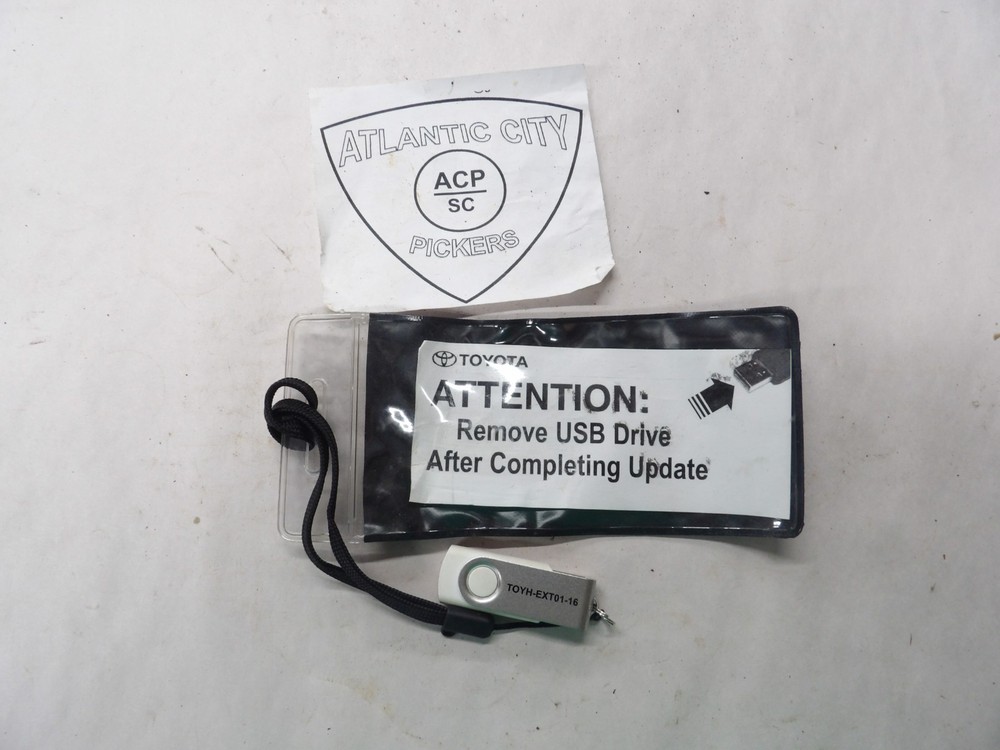 ATLANTIC CITY
ACP
SC
PICKERS
TOYOTA
ATTENTION:
Remove USB Drive
After Completing Update
TOYH-EXT01-16